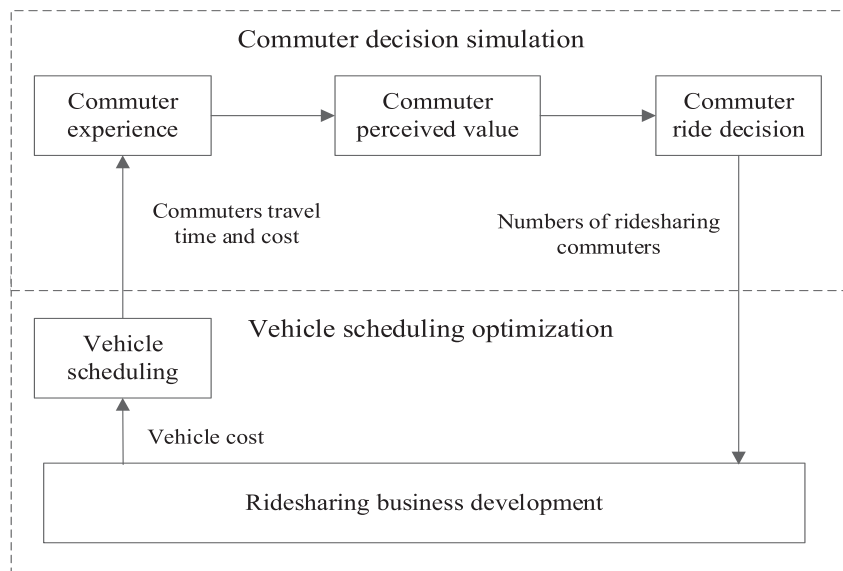 Commuter decision simulation
Commuter
experience
Commuter
perceived value
Commuter
ride decision
Commuters travel
time and cost
Numbers of ridesharing
commuters
Vehicle scheduling optimization
Vehicle
scheduling
Vehicle cost
Ridesharing business development